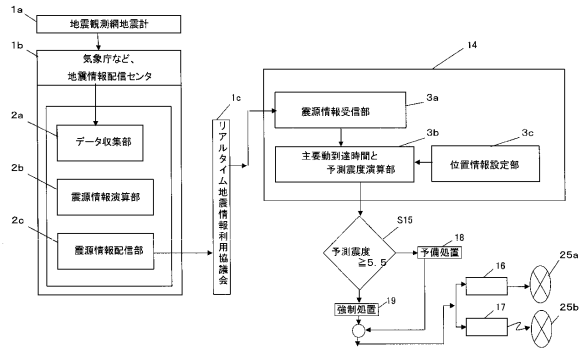 1a
地震観測網地震計
1b
気象庁など、
地震情報配信センタ
2a
データ収集部
2b
震源情報演算部
2c
震源情報配信部
1c
リアルタイム地震情報利用協議会
14
3a
震源情報受信部
3b
主要動到達時間と
予測震度演算部
3c
位置情報設定部
S15
予測震度
≧5.5
18
予備処置
19
強制処置
16
25a
17
25b